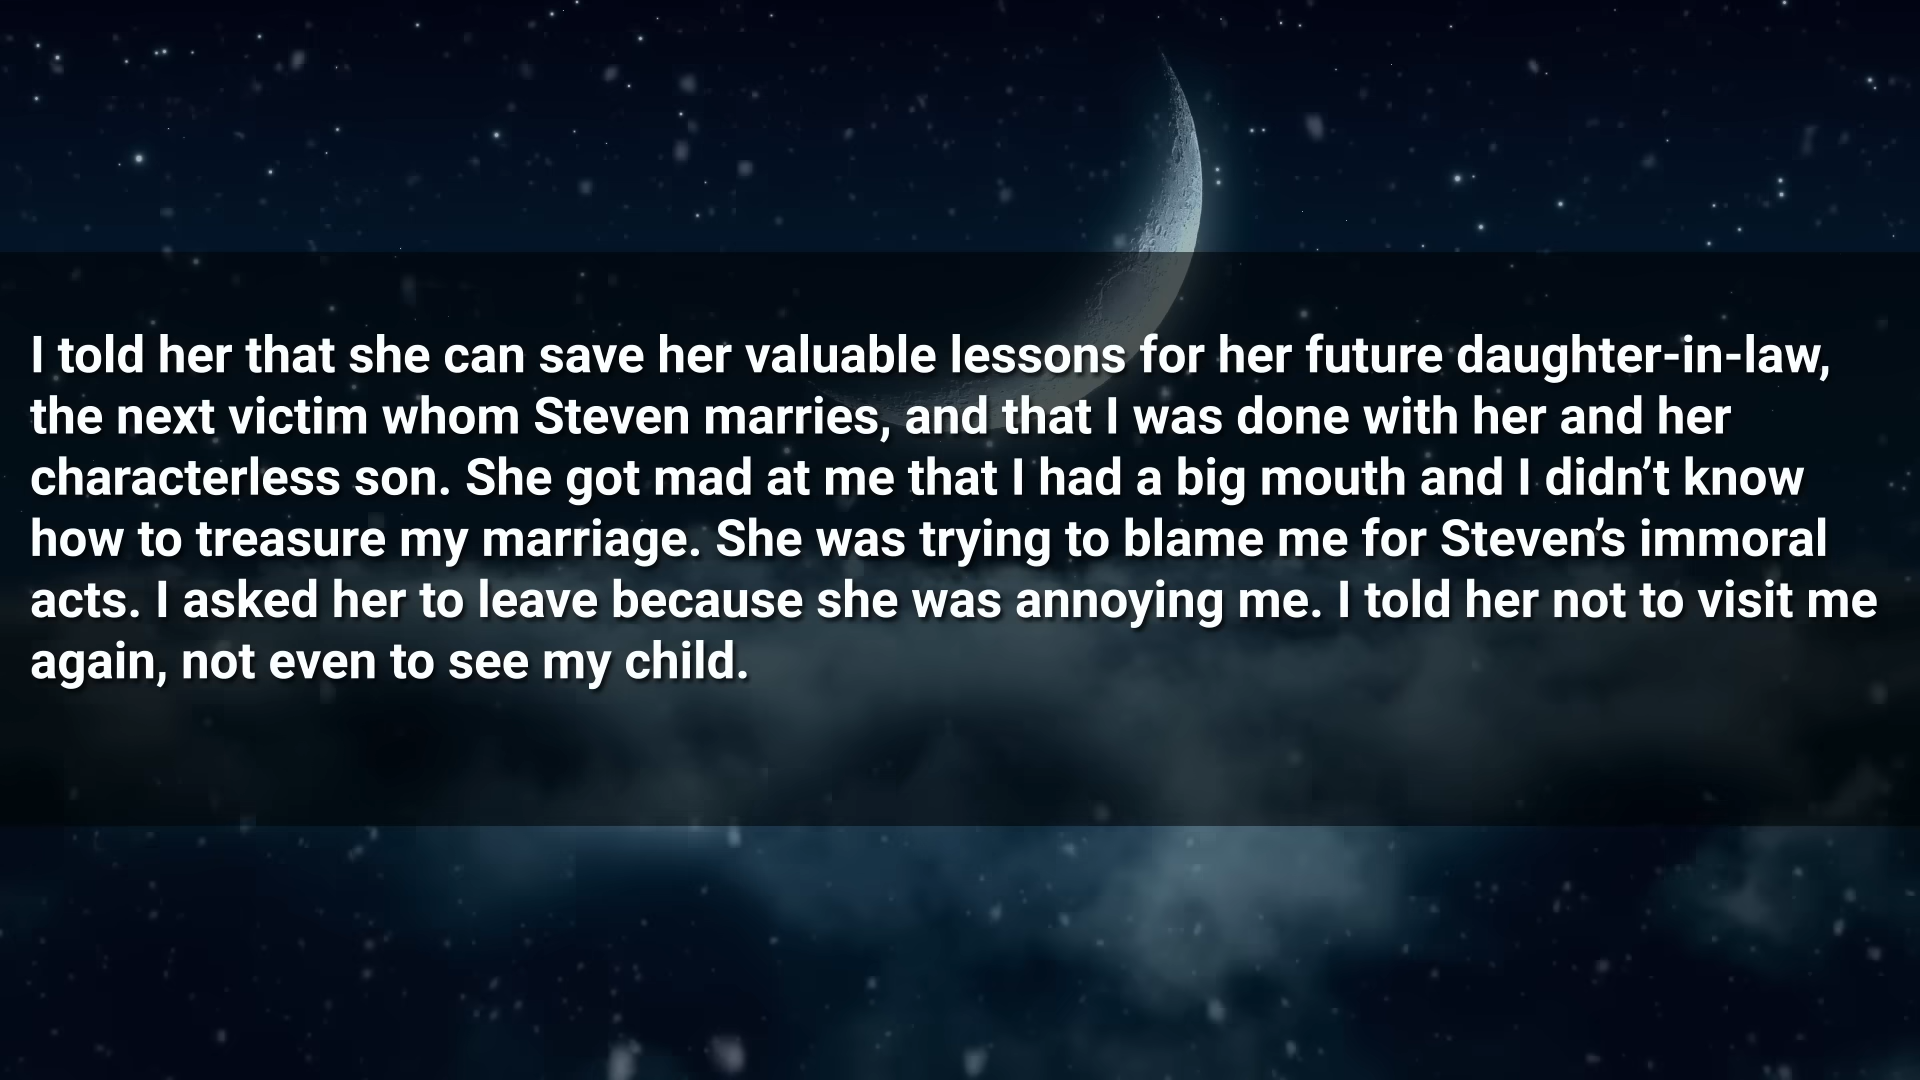 I told her that she can save her valuable lessons for her future daughter-in-law,
the next victim whom Steven marries, and that I was done with her and her
characterless son. She got mad at me that I had a big mouth and I didn’t know
how to treasure my marriage. She was trying to blame me for Steven’s immoral
acts. I asked her to leave because she was annoying me. I told her not to visit me
again, not even to see my child.